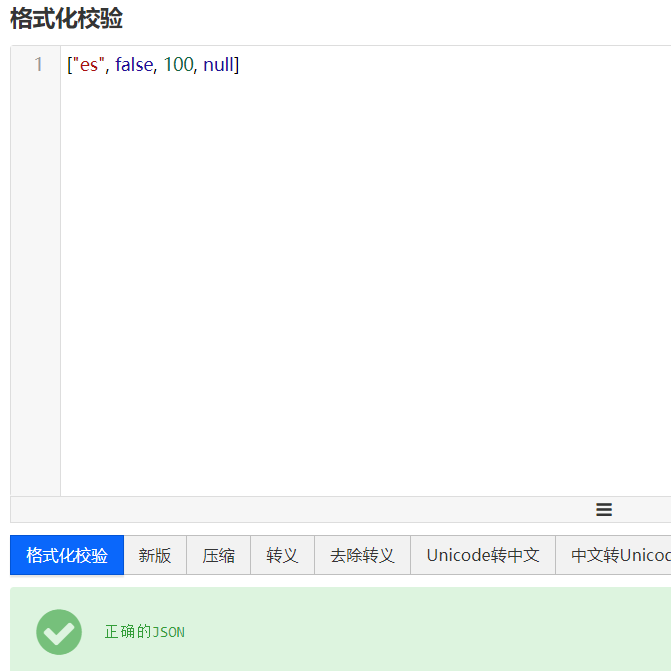 格式化校验
1 ["es", false, 100, null]
格式化校验 新版 压缩 转义 去除转义 Unicode转中文 中文转Unicod
正确的JSON